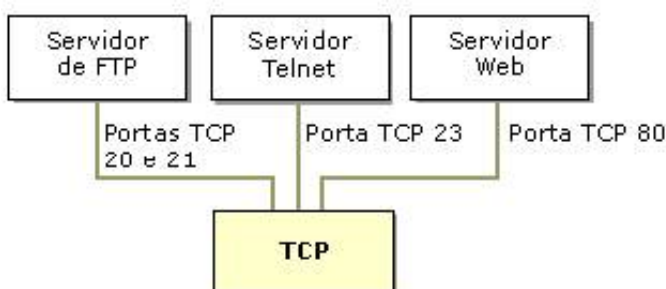 Servidor
de FTP
Servidor
Telnet
Servidor
Web
Portas TCP
20 e 21
Porta TCP 23
Porta TCP 80
TCP